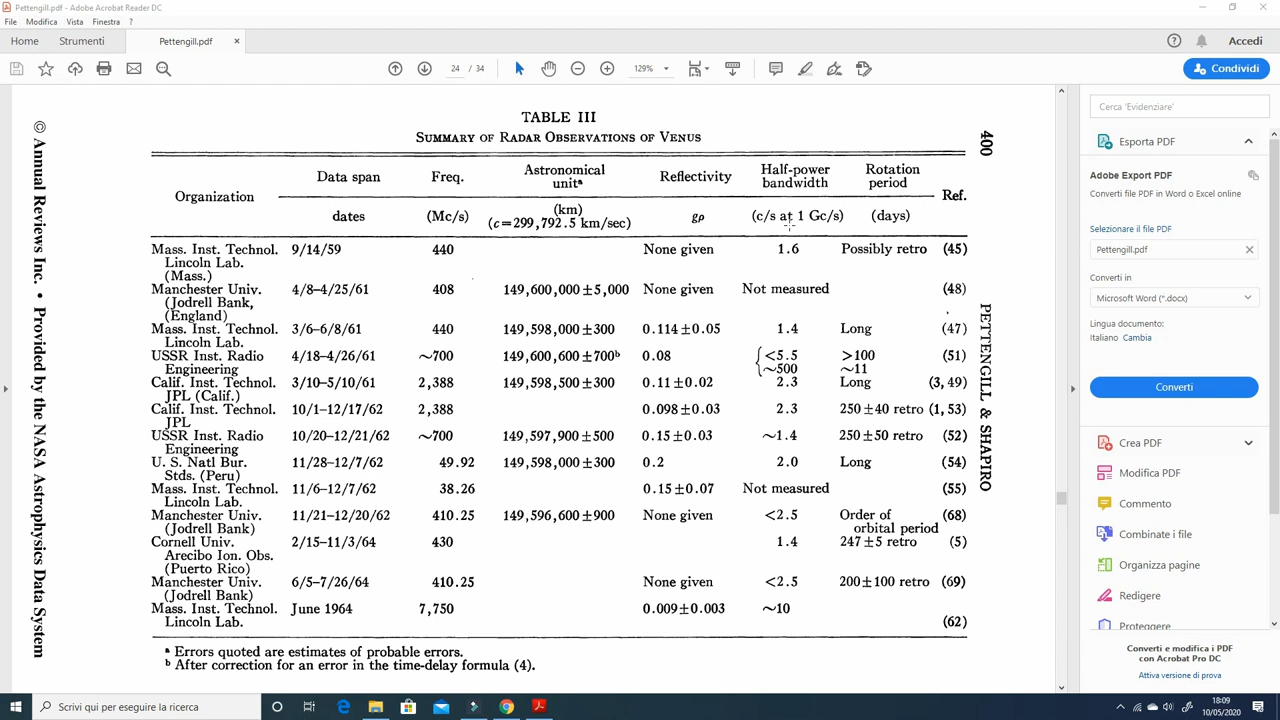 Pettengill.pdf - Adobe Acrobat Reader DC
File Modifica Vista Finestra ?
Home Strumenti Pettengill.pdf × Accedi
24 / 34 129% Condividi
© Annual Reviews Inc. • Provided by the NASA Astrophysics Data System
400
PETTENGILL & SHAPIRO
TABLE III
SUMMARY OF RADAR OBSERVATIONS OF VENUS
Organization Data span Freq. Astronomical unitᵃ Reflectivity Half-power bandwidth Rotation period Ref.
dates (Mc/s) (km) (c=299,792.5 km/sec) gρ (c/s at 1 Gc/s) (days)
Mass. Inst. Technol. 9/14/59 440 None given 1.6 Possibly retro (45)
Lincoln Lab.
(Mass.)
Manchester Univ. 4/8–4/25/61 408 149,600,000±5,000 None given Not measured (48)
(Jodrell Bank,
(England)
Mass. Inst. Technol. 3/6–6/8/61 440 149,598,000±300 0.114±0.05 1.4 Long (47)
Lincoln Lab.
USSR Inst. Radio 4/18–4/26/61 ~700 149,600,600±700ᵇ 0.08 <5.5 >100 (51)
Engineering ~500 ~11
Calif. Inst. Technol. 3/10–5/10/61 2,388 149,598,500±300 0.11±0.02 2.3 Long (3, 49)
JPL (Calif.)
Calif. Inst. Technol. 10/1–12/17/62 2,388 0.098±0.03 2.3 250±40 retro (1, 53)
JPL
USSR Inst. Radio 10/20–12/21/62 ~700 149,597,900±500 0.15±0.03 ~1.4 250±50 retro (52)
Engineering
U. S. Natl Bur. 11/28–12/7/62 49.92 149,598,000±300 0.2 2.0 Long (54)
Stds. (Peru)
Mass. Inst. Technol. 11/6–12/7/62 38.26 0.15±0.07 Not measured (55)
Lincoln Lab.
Manchester Univ. 11/21–12/20/62 410.25 149,596,600±900 None given <2.5 Order of (68)
(Jodrell Bank) orbital period
Cornell Univ. 2/15–11/3/64 430 1.4 247±5 retro (5)
Arecibo Ion. Obs.
(Puerto Rico)
Manchester Univ. 6/5–7/26/64 410.25 None given <2.5 200±100 retro (69)
(Jodrell Bank)
Mass. Inst. Technol. June 1964 7,750 0.009±0.003 ~10
Lincoln Lab. (62)
ᵃ Errors quoted are estimates of probable errors.
ᵇ After correction for an error in the time-delay formula (4).
Cerca 'Evidenziare'
Esporta PDF
Adobe Export PDF
Converti file PDF in Word o Excel online
Selezionare il file PDF
Pettengill.pdf ×
Converti in
Microsoft Word (*.docx)
Lingua documento:
Italiano Cambia
Converti
Crea PDF
Modifica PDF
Commento
Combinate i file
Organizza pagine
Redigere
Proteggere
Converti e modifica i PDF
con Acrobat Pro DC
Attiva versione di prova
Scrivi qui per eseguire la ricerca
18:09
10/05/2020